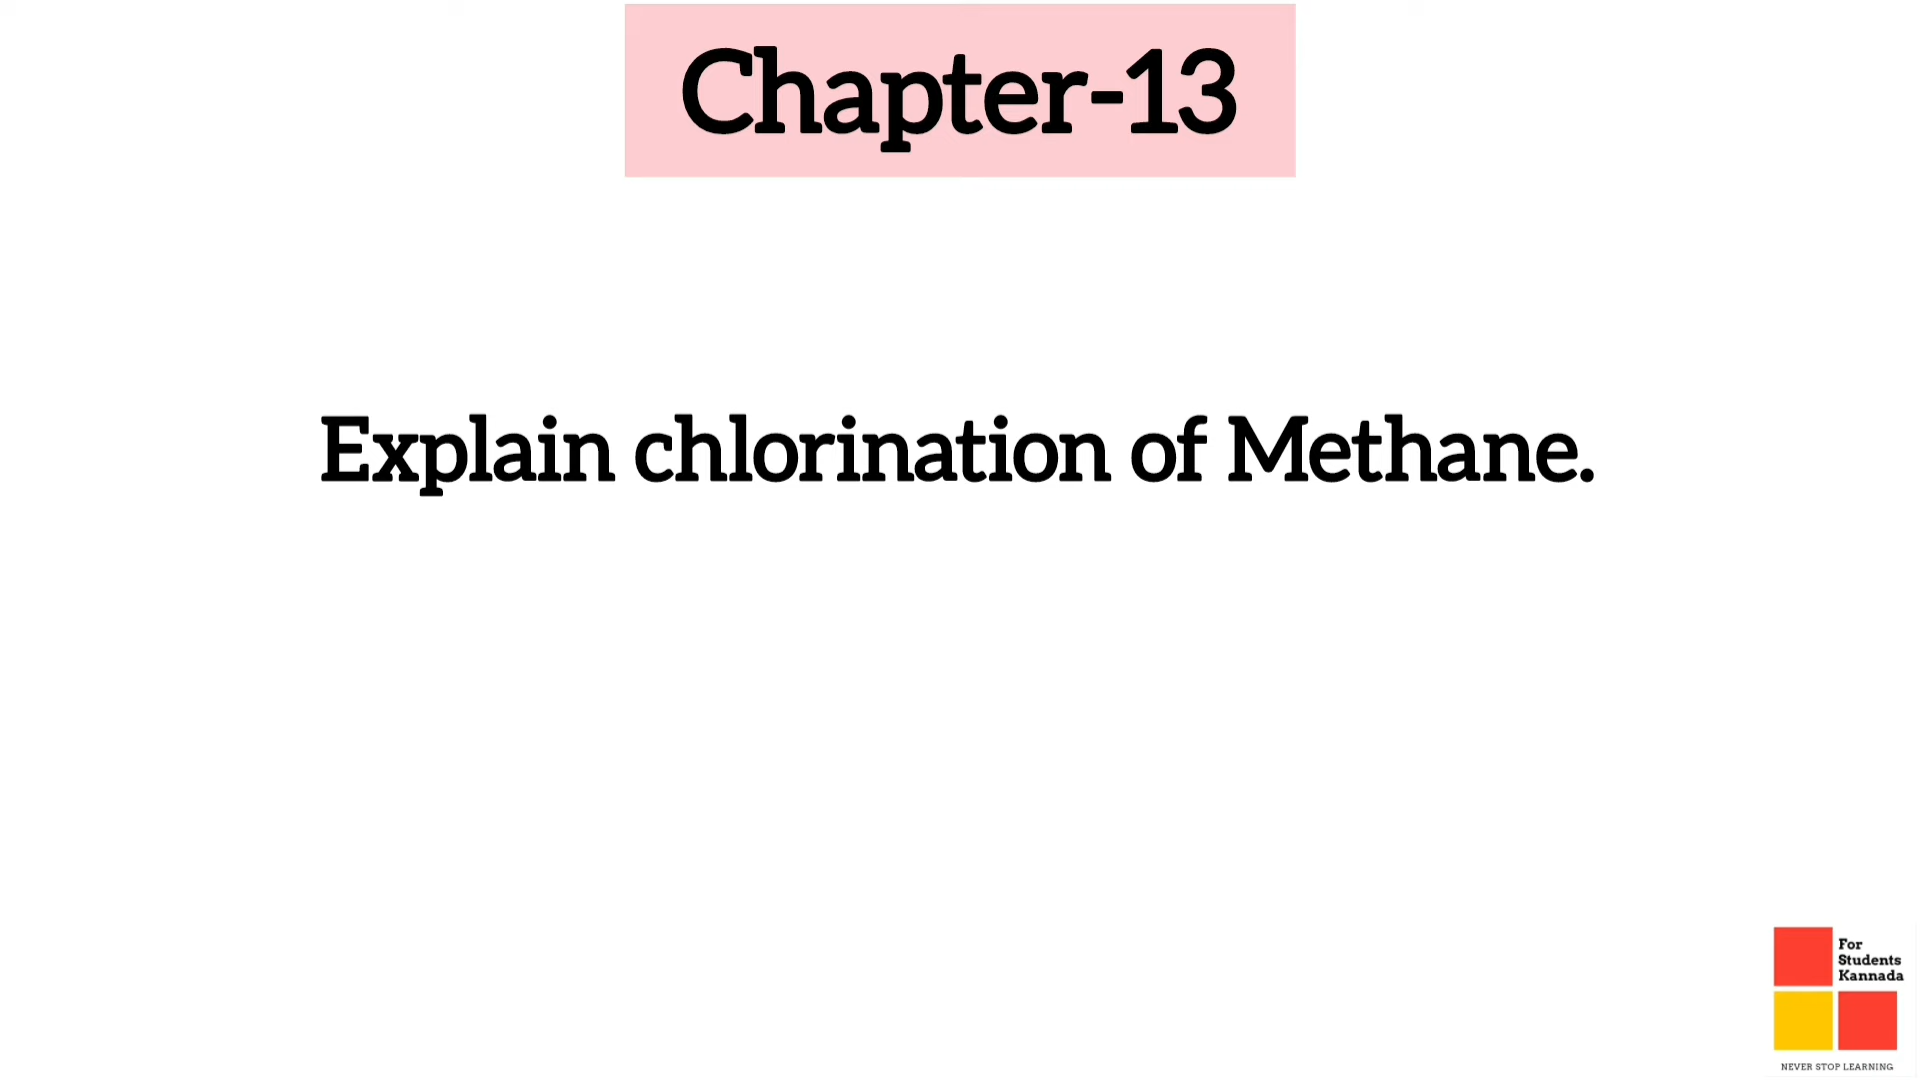 Chapter-13
Explain chlorination of Methane.
For
Students
Kannada
NEVER STOP LEARNING